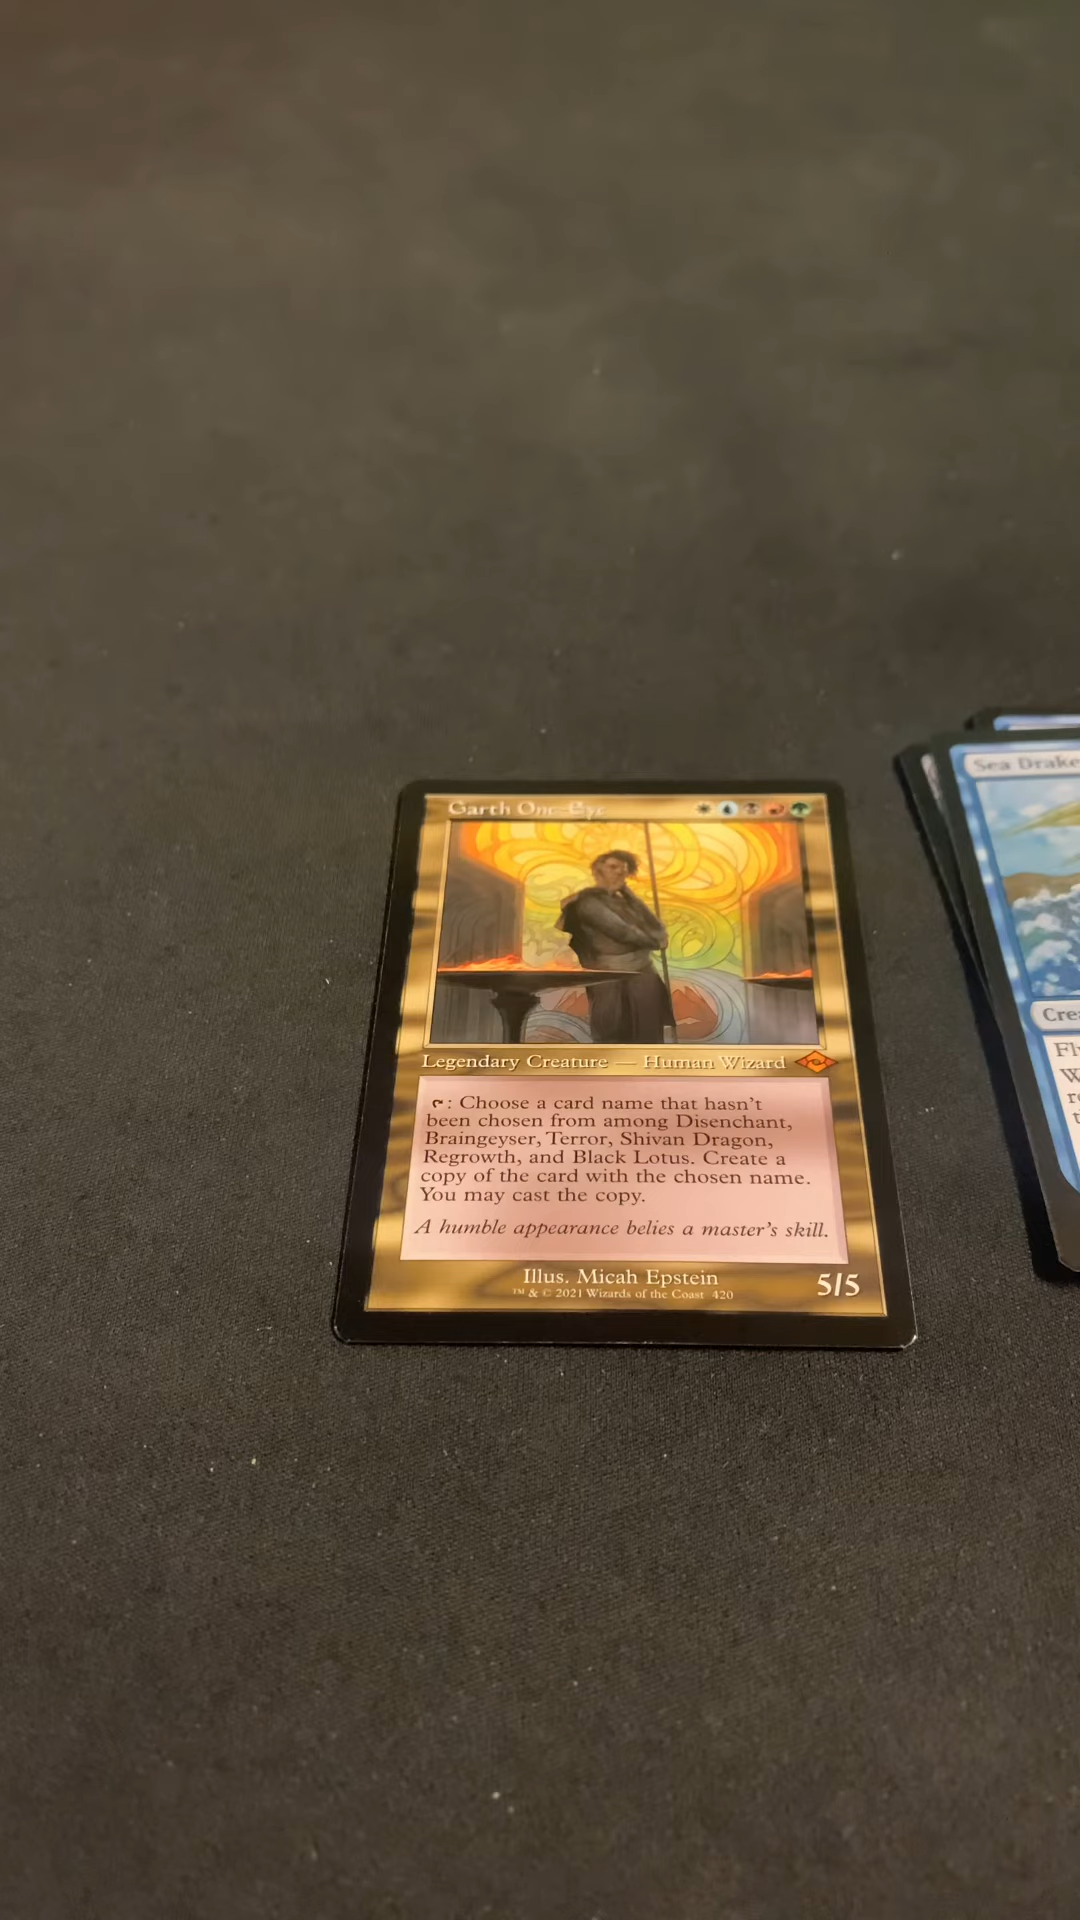 Garth One-Eye
Legendary Creature — Human Wizard
: Choose a card name that hasn't
been chosen from among Disenchant,
Braingeyser, Terror, Shivan Dragon,
Regrowth, and Black Lotus. Create a
copy of the card with the chosen name.
You may cast the copy.
A humble appearance belies a master's skill.
Illus. Micah Epstein
™ & © 2021 Wizards of the Coast 420
5/5
Sea Drake